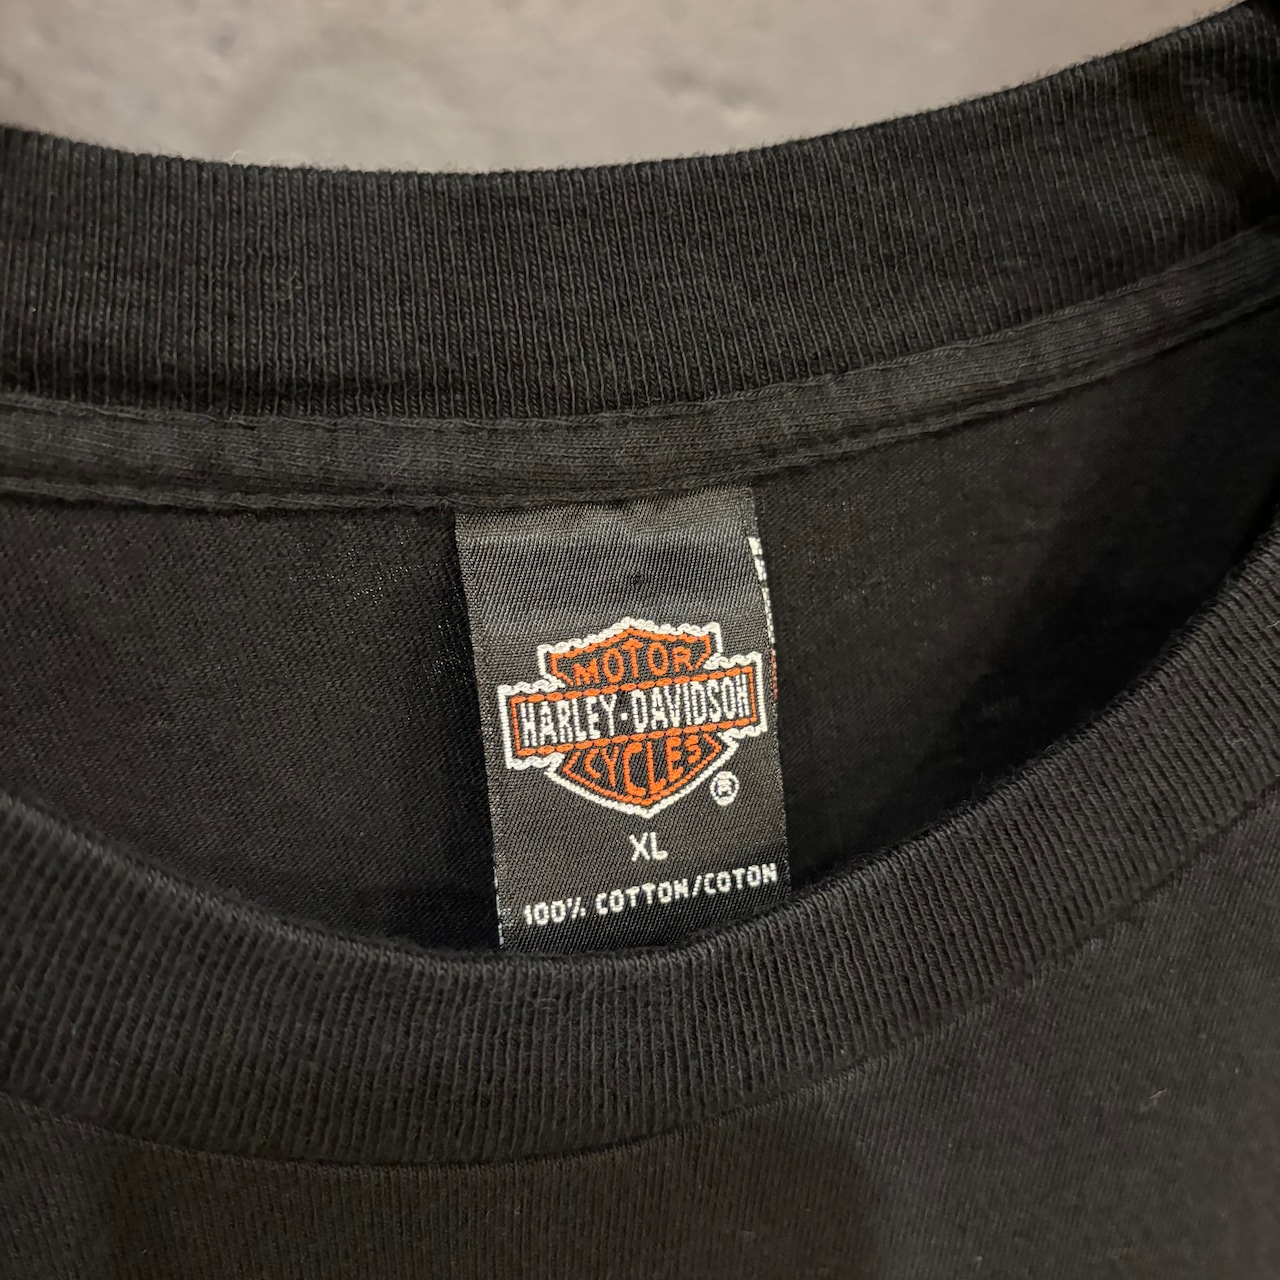 MOTOR
HARLEY-DAVIDSON
CYCLES
®
XL
100% COTTON/COTON